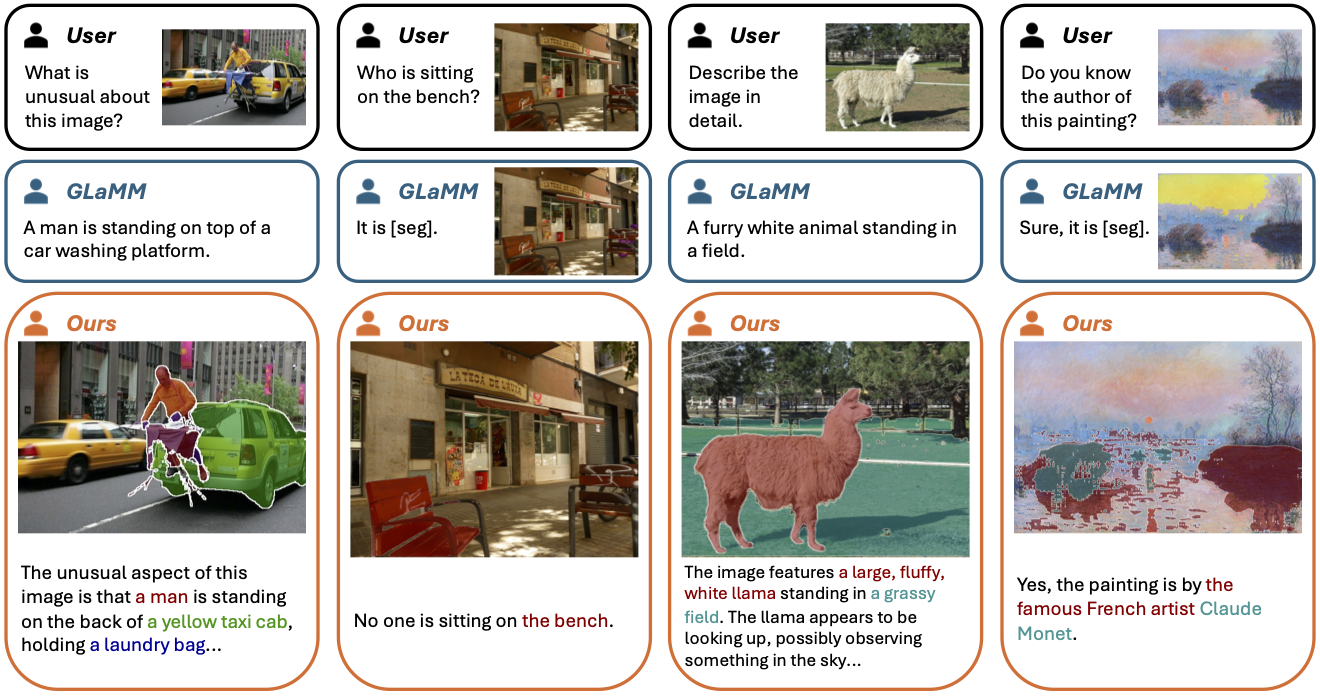 User
What is
unusual about
this image?
User
Who is sitting
on the bench?
User
Describe the
image in
detail.
User
Do you know
the author of
this painting?
GLaMM
A man is standing on top of a
car washing platform.
GLaMM
It is [seg].
GLaMM
A furry white animal standing in
a field.
GLaMM
Sure, it is [seg].
Ours
The unusual aspect of this
image is that a man is standing
on the back of a yellow taxi cab,
holding a laundry bag...
Ours
LA TECA DE L'AVIA
No one is sitting on the bench.
Ours
The image features a large, fluffy,
white llama standing in a grassy
field. The llama appears to be
looking up, possibly observing
something in the sky...
Ours
Yes, the painting is by the
famous French artist Claude
Monet.